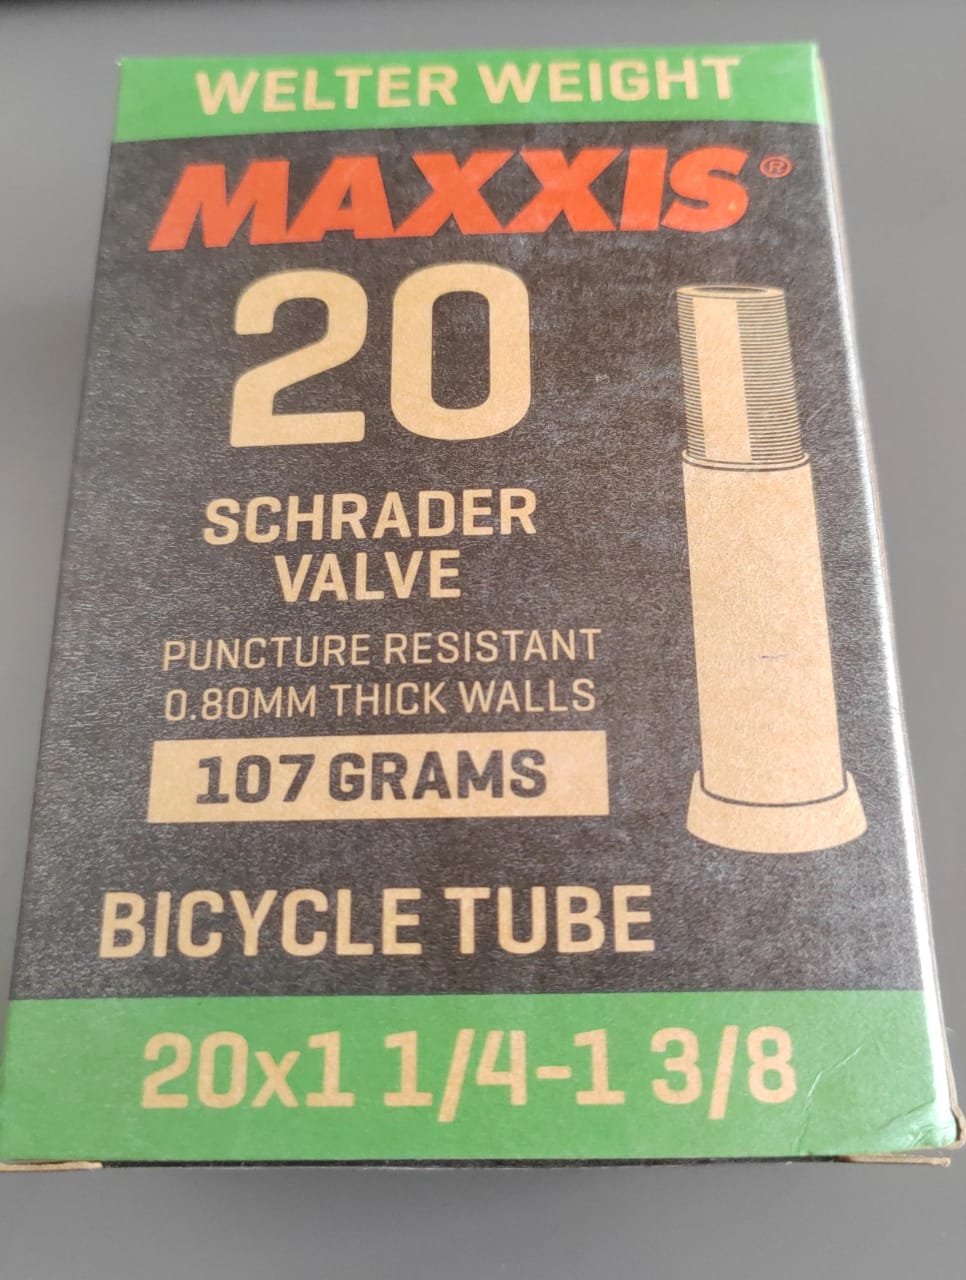 WELTER WEIGHT
MAXXIS®
20
SCHRADER
VALVE
PUNCTURE RESISTANT
0.80MM THICK WALLS
107 GRAMS
BICYCLE TUBE
20x1 1/4-1 3/8